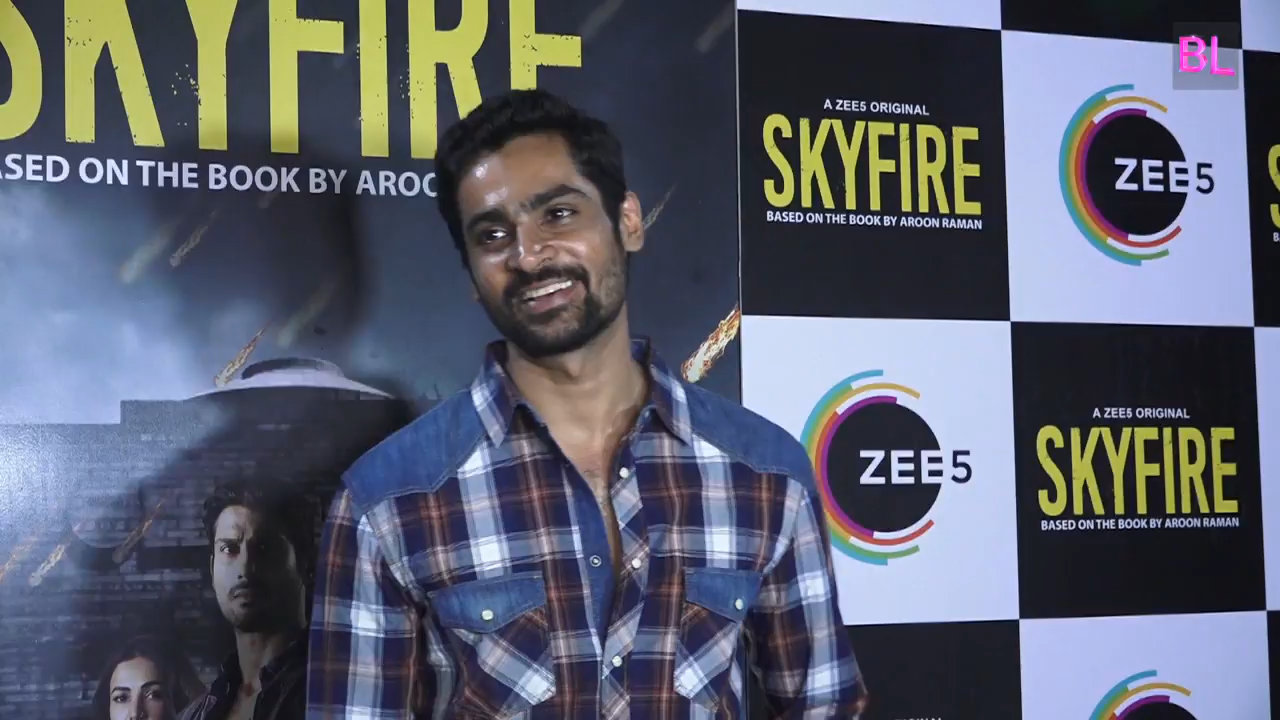 SKYFIRE
ASED ON THE BOOK BY AROO
A ZEE5 ORIGINAL
SKYFIRE
BASED ON THE BOOK BY AROON RAMAN
BL
ZEE5
ZEE5
A ZEE5 ORIGINAL
SKYFIRE
BASED ON THE BOOK BY AROON RAMAN